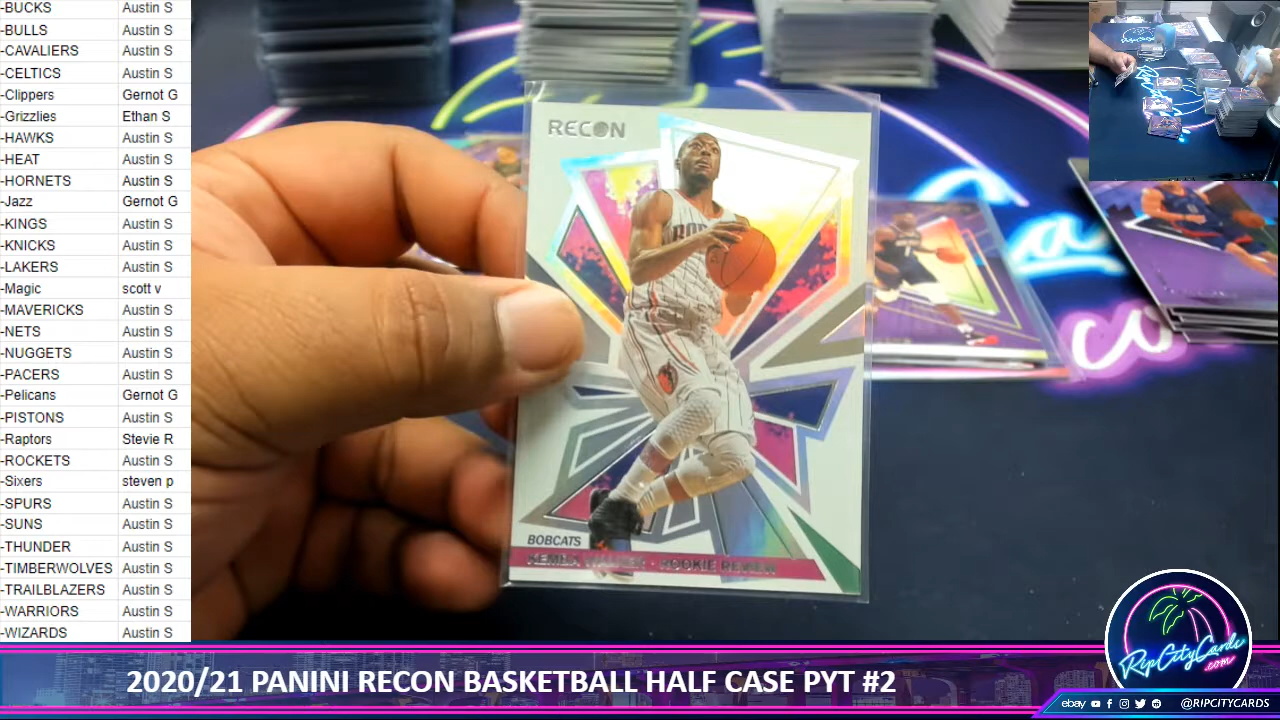 -BUCKS Austin S
-BULLS Austin S
-CAVALIERS Austin S
-CELTICS Austin S
-Clippers Gernot G
-Grizzlies Ethan S
-HAWKS Austin S
-HEAT Austin S
-HORNETS Austin S
-Jazz Gernot G
-KINGS Austin S
-KNICKS Austin S
-LAKERS Austin S
-Magic scott v
-MAVERICKS Austin S
-NETS Austin S
-NUGGETS Austin S
-PACERS Austin S
-Pelicans Gernot G
-PISTONS Austin S
-Raptors Stevie R
-ROCKETS Austin S
-Sixers steven p
-SPURS Austin S
-SUNS Austin S
-THUNDER Austin S
-TIMBERWOLVES Austin S
-TRAILBLAZERS Austin S
-WARRIORS Austin S
-WIZARDS Austin S
RECON
BOBCATS
KEMBA WALKER · ROOKIE REVIEW
co
RipCityCards
.com
2020/21 PANINI RECON BASKETBALL HALF CASE PYT #2
ebay @RIPCITYCARDS